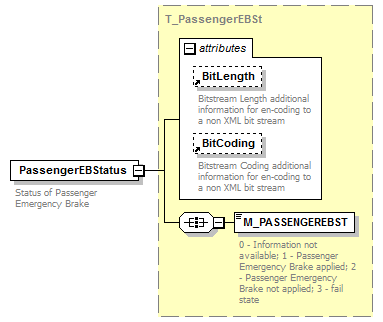 T_PassengerEBSt
attributes
BitLength
Bitstream Length additional
information for en-coding to
a non XML bit stream
BitCoding
Bitstream Coding additional
information for en-coding to
a non XML bit stream
PassengerEBStatus
Status of Passenger
Emergency Brake
M_PASSENGEREBST
0 - Information not
available; 1 - Passenger
Emergency Brake applied; 2
- Passenger Emergency
Brake not applied; 3 - fail
state